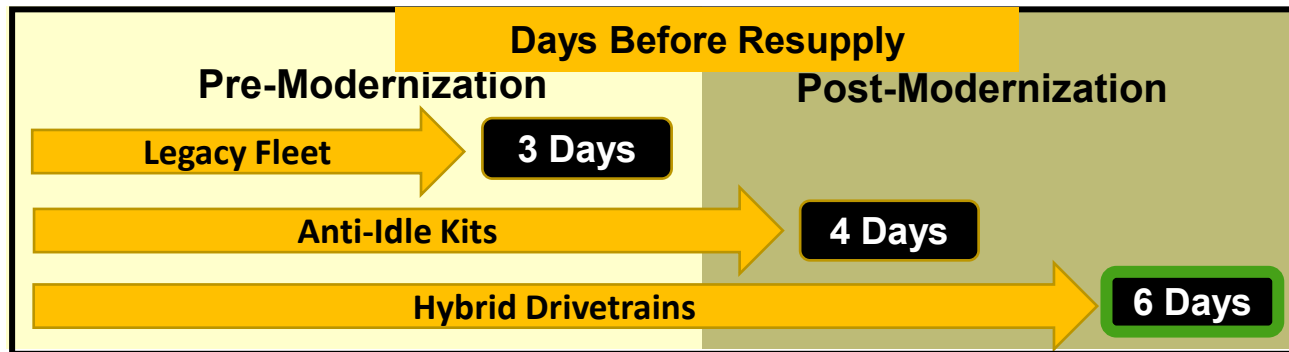 Days Before Resupply
Pre-Modernization
Post-Modernization
Legacy Fleet
3 Days
Anti-Idle Kits
4 Days
Hybrid Drivetrains
6 Days